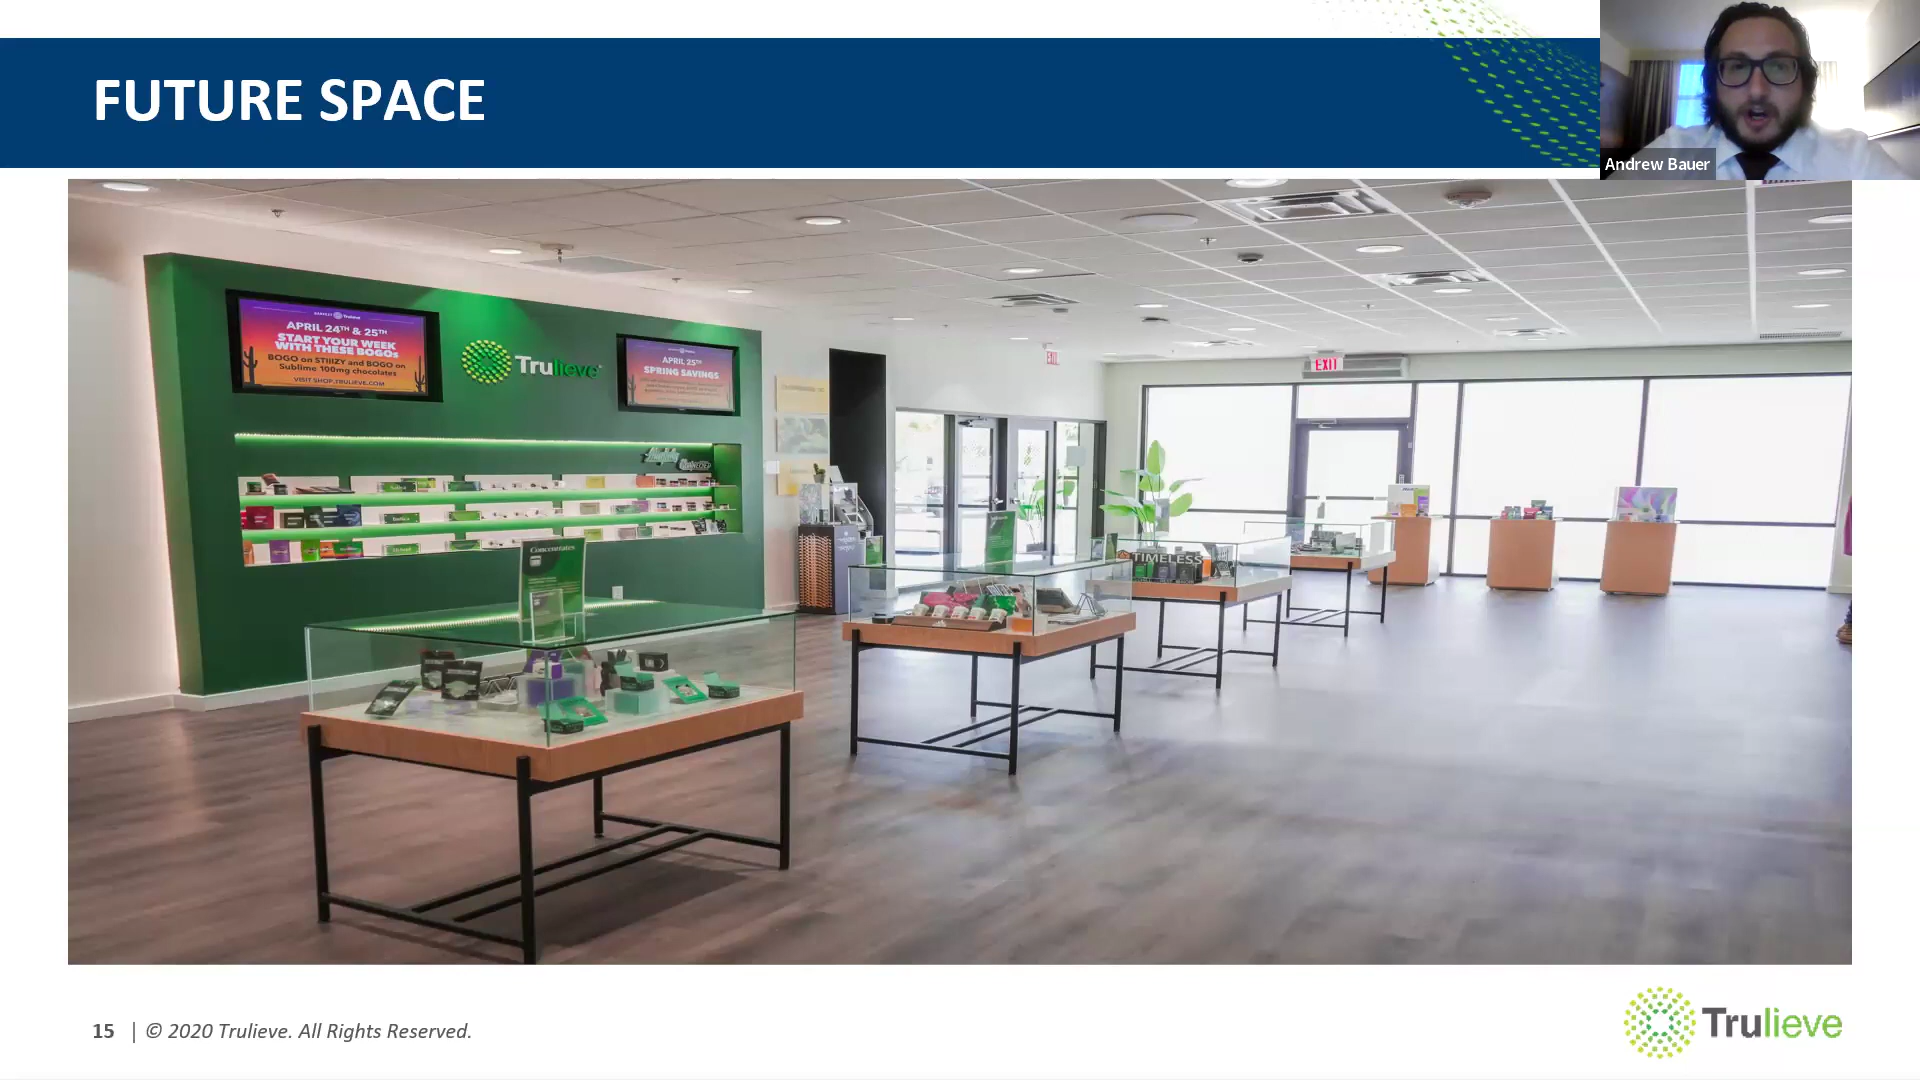 FUTURE SPACE
Andrew Bauer
Trulieve
APRIL 24TH & 25TH
START YOUR WEEK
WITH THESE BOGOs
BOGO on STIIIZY and BOGO on
Sublime 100mg chocolates
VISIT SHOP.TRULIEVE.COM
Trulieve
APRIL 25TH
SPRING SAVINGS
EXIT
EXIT
Concentrates
TIMELESS
15 | © 2020 Trulieve. All Rights Reserved.
Trulieve